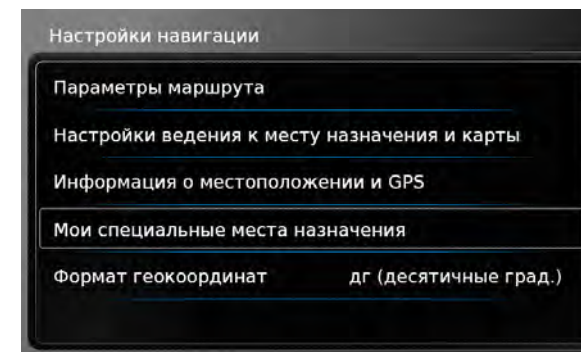 Настройки навигации
Параметры маршрута
Настройки ведения к месту назначения и карты
Информация о местоположении и GPS
Мои специальные места назначения
Формат геокоординат дг (десятичные град.)